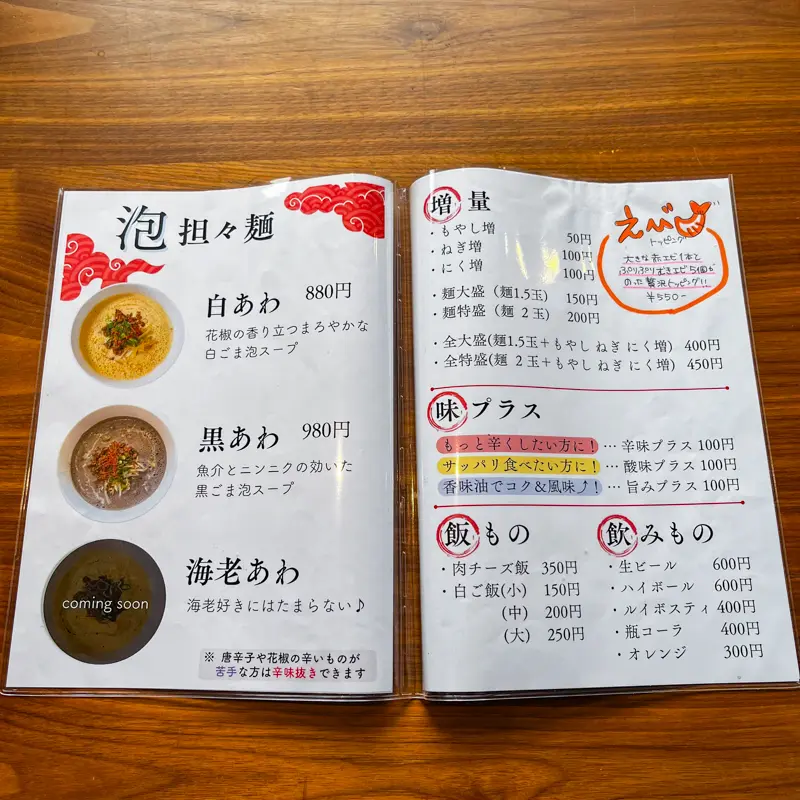 泡 担々麺
白あわ 880円
花椒の香り立つまろやかな
白ごま泡スープ
黒あわ 980円
魚介とニンニクの効いた
黒ごま泡スープ
coming soon
海老あわ
海老好きにはたまらない♪
※ 唐辛子や花椒の辛いものが
苦手な方は辛味抜きできます
増量
・もやし増 50円
・ねぎ増 100円
・にく増 100円
・麺大盛（麺1.5玉） 150円
・麺特盛（麺 2 玉） 200円
・全大盛(麺1.5玉＋もやし ねぎ にく増) 400円
・全特盛(麺 2 玉＋もやし ねぎ にく増) 450円
えび
トッピング
大きな赤エビ1本と
ぷりぷりむきエビ5個も
のった贅沢トッピング!!
¥550-
味プラス
もっと辛くしたい方に！ … 辛味プラス 100円
サッパリ食べたい方に！ … 酸味プラス 100円
香味油でコク＆風味⤴！ … 旨みプラス 100円
飯もの
・肉チーズ飯 350円
・白ご飯(小) 150円
(中) 200円
(大) 250円
飲みもの
・生ビール 600円
・ハイボール 600円
・ルイボスティ 400円
・瓶コーラ 400円
・オレンジ 300円